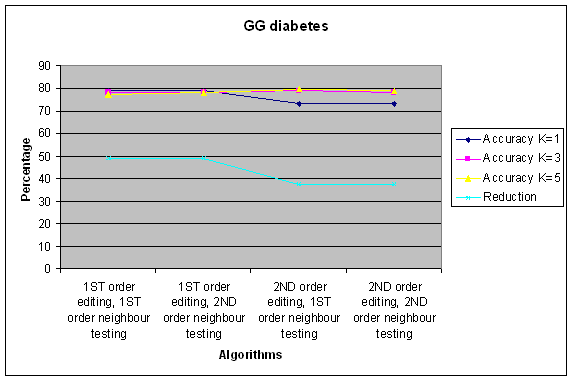 GG diabetes
90
80
70
60
50
40
30
20
10
0
Percentage
1ST order
editing, 1ST
order neighbour
testing
1ST order
editing, 2ND
order neighbour
testing
2ND order
editing, 1ST
order neighbour
testing
2ND order
editing, 2ND
order neighbour
testing
Algorithms
Accuracy K=1
Accuracy K=3
Accuracy K=5
Reduction